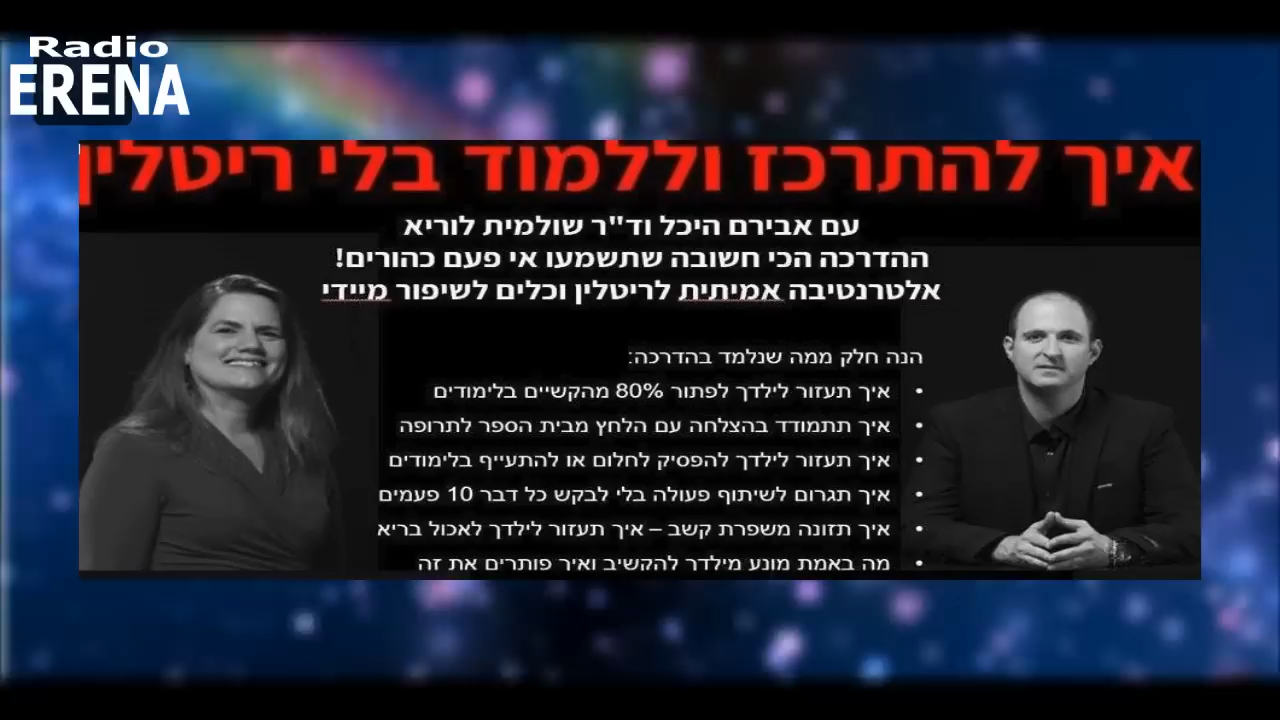 Radio
ERENA
איך להתרכז וללמוד בלי ריטלין
עם אבירם היכל וד"ר שולמית לוריא
ההדרכה הכי חשובה שתשמעו אי פעם כהורים!
אלטרנטיבה אמיתית לריטלין וכלים לשיפור מיידי
הנה חלק ממה שנלמד בהדרכה:
• איך תעזור לילדך לפתור 80% מהקשיים בלימודים
• איך תתמודד בהצלחה עם הלחץ מבית הספר לתרופה
• איך תעזור לילדך להפסיק לחלום או להתעייף בלימודים
• איך תגרום לשיתוף פעולה בלי לבקש כל דבר 10 פעמים
• איך תזונה משפרת קשב – איך תעזור לילדך לאכול בריא
• מה באמת מונע מילדך להקשיב ואיך פותרים את זה